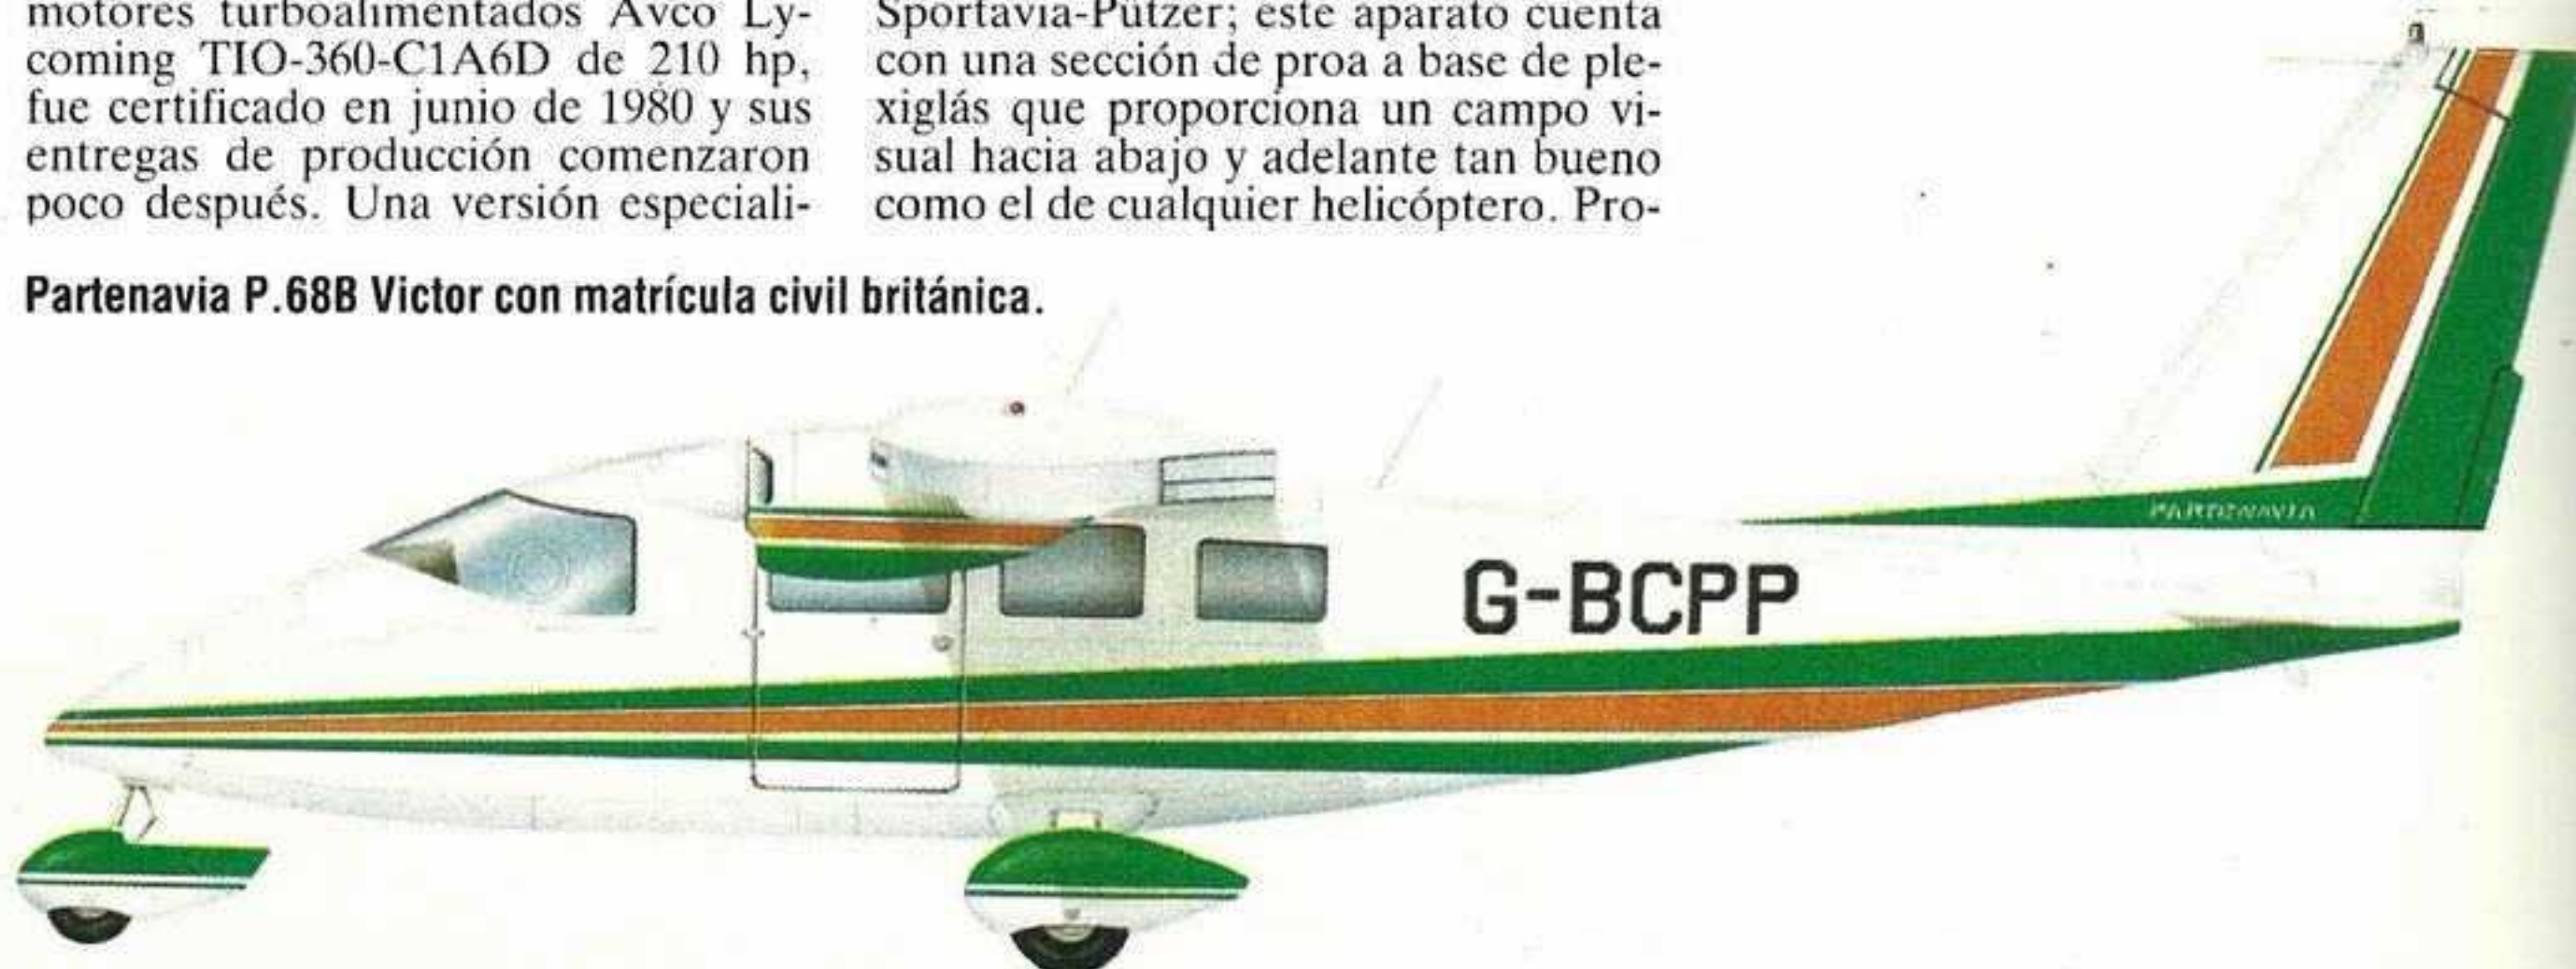 motores turboalimentados Avco Ly-
coming TIO-360-C1A6D de 210 hp,
fue certificado en junio de 1980 y sus
entregas de producción comenzaron
poco después. Una versión especiali-
Sportavia-Pützer; este aparato cuenta
con una sección de proa a base de ple-
xiglás que proporciona un campo vi-
sual hacia abajo y adelante tan bueno
como el de cualquier helicóptero. Pro-
Partenavia P.68B Victor con matrícula civil británica.
PARTENAVIA
G-BCPP